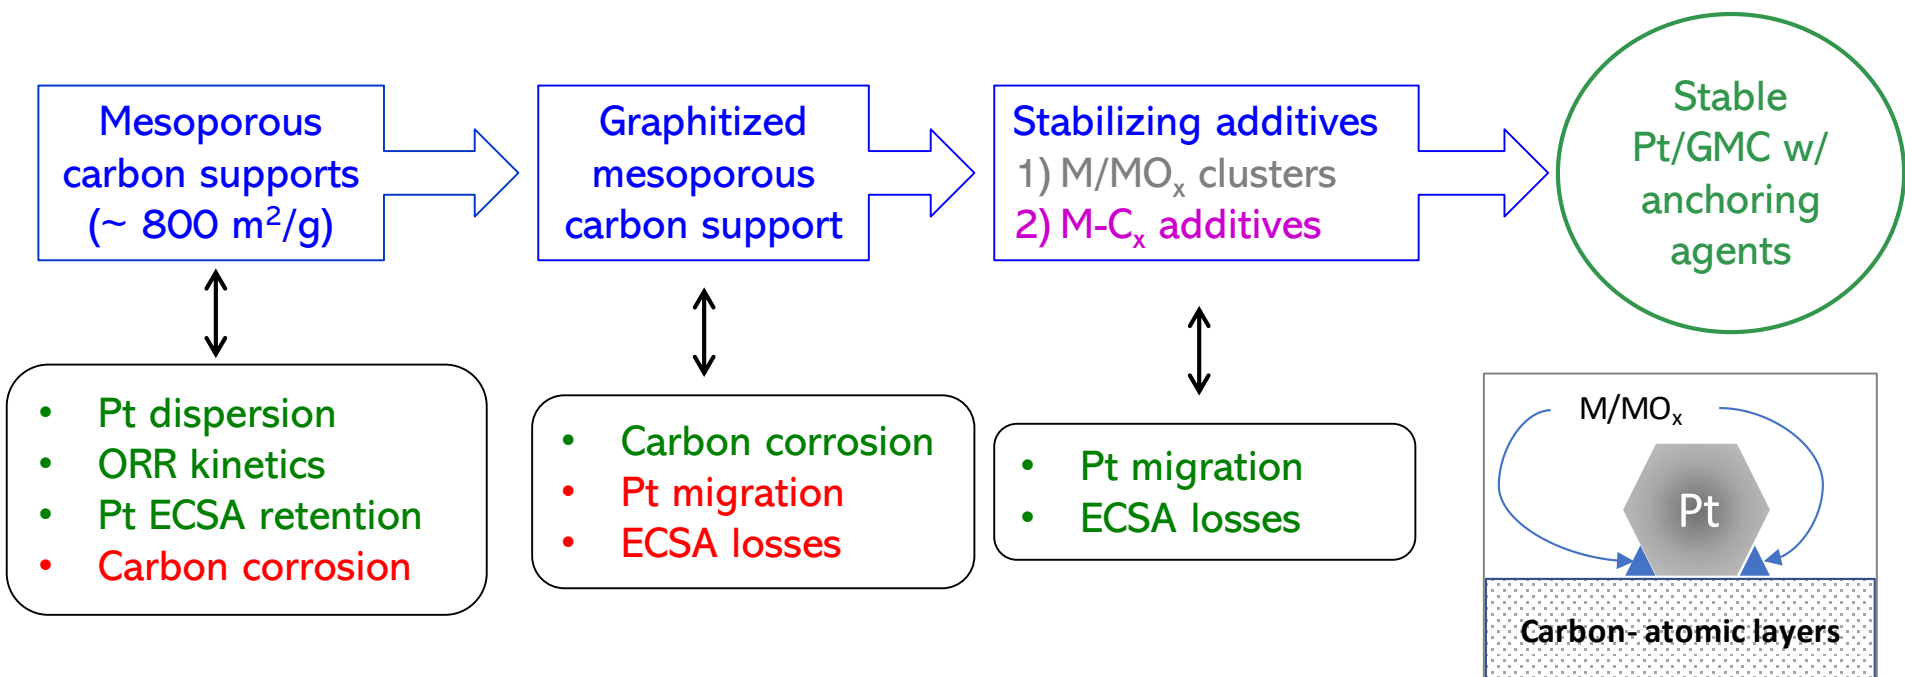 Mesoporous
carbon supports
(~ 800 m²/g)
Graphitized
mesoporous
carbon support
Stabilizing additives
1) M/MOₓ clusters
2) M-Cₓ additives
Stable
Pt/GMC w/
anchoring
agents
• Pt dispersion
• ORR kinetics
• Pt ECSA retention
• Carbon corrosion
• Carbon corrosion
• Pt migration
• ECSA losses
• Pt migration
• ECSA losses
M/MOₓ
Pt
Carbon- atomic layers